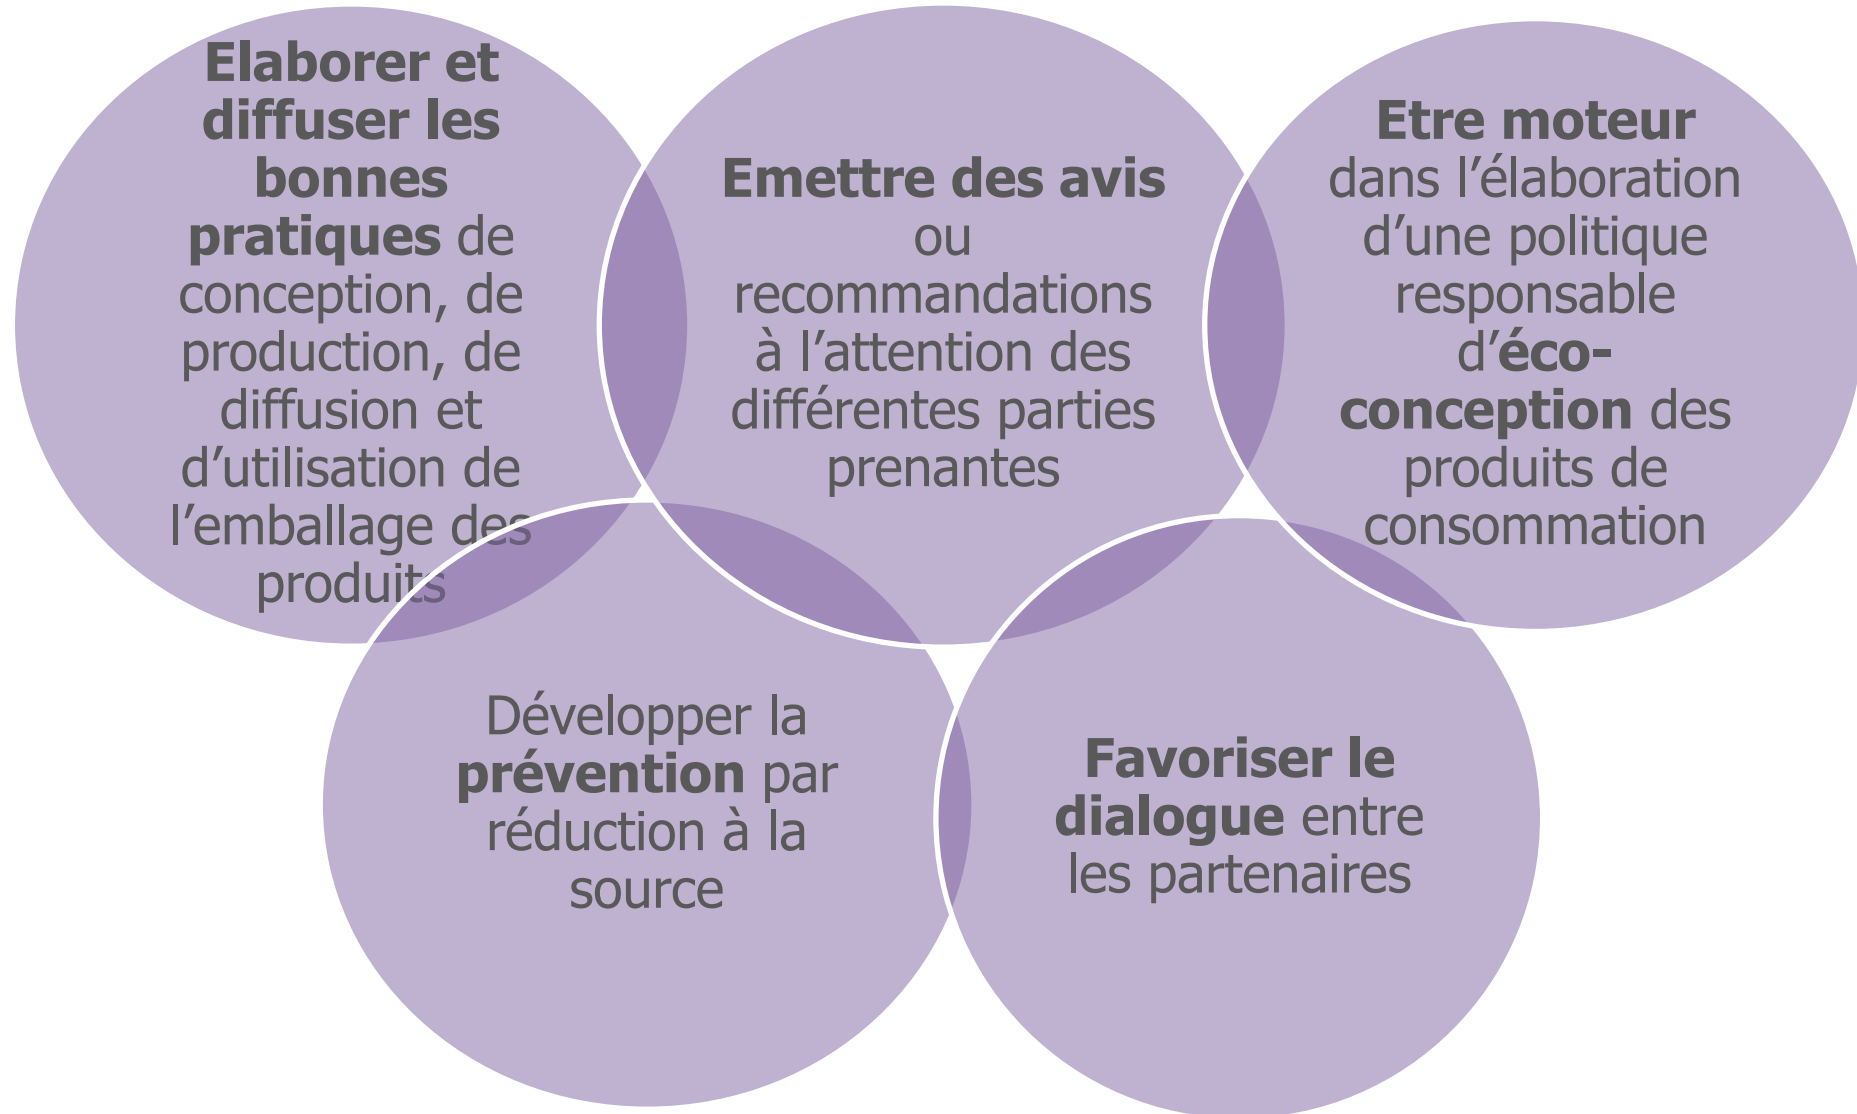 Elaborer et
diffuser les
bonnes
pratiques de
conception, de
production, de
diffusion et
d’utilisation de
l’emballage des
produits
Emettre des avis
ou
recommandations
à l’attention des
différentes parties
prenantes
Etre moteur
dans l’élaboration
d’une politique
responsable
d’éco-
conception des
produits de
consommation
Développer la
prévention par
réduction à la
source
Favoriser le
dialogue entre
les partenaires